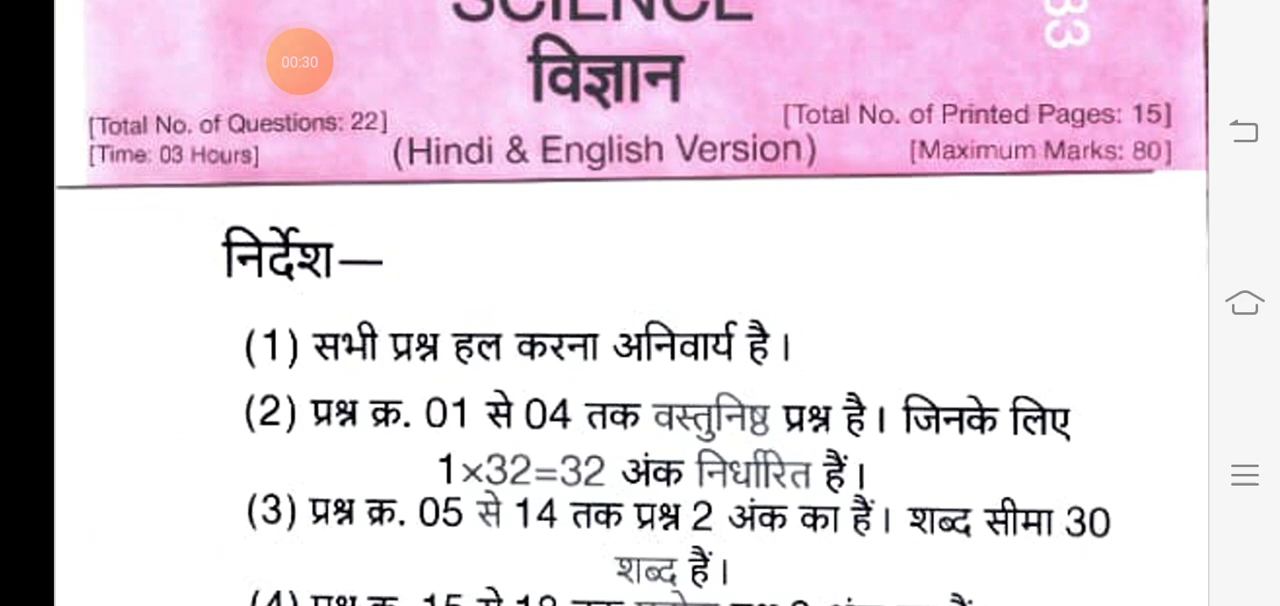 SCIENCE
33
00:30
विज्ञान
[Total No. of Questions: 22]
[Total No. of Printed Pages: 15]
[Time: 03 Hours]
(Hindi & English Version)
[Maximum Marks: 80]
निर्देश—
(1) सभी प्रश्न हल करना अनिवार्य है।
(2) प्रश्न क्र. 01 से 04 तक वस्तुनिष्ठ प्रश्न है। जिनके लिए
1×32=32 अंक निर्धारित हैं।
(3) प्रश्न क्र. 05 से 14 तक प्रश्न 2 अंक का हैं। शब्द सीमा 30
शब्द हैं।